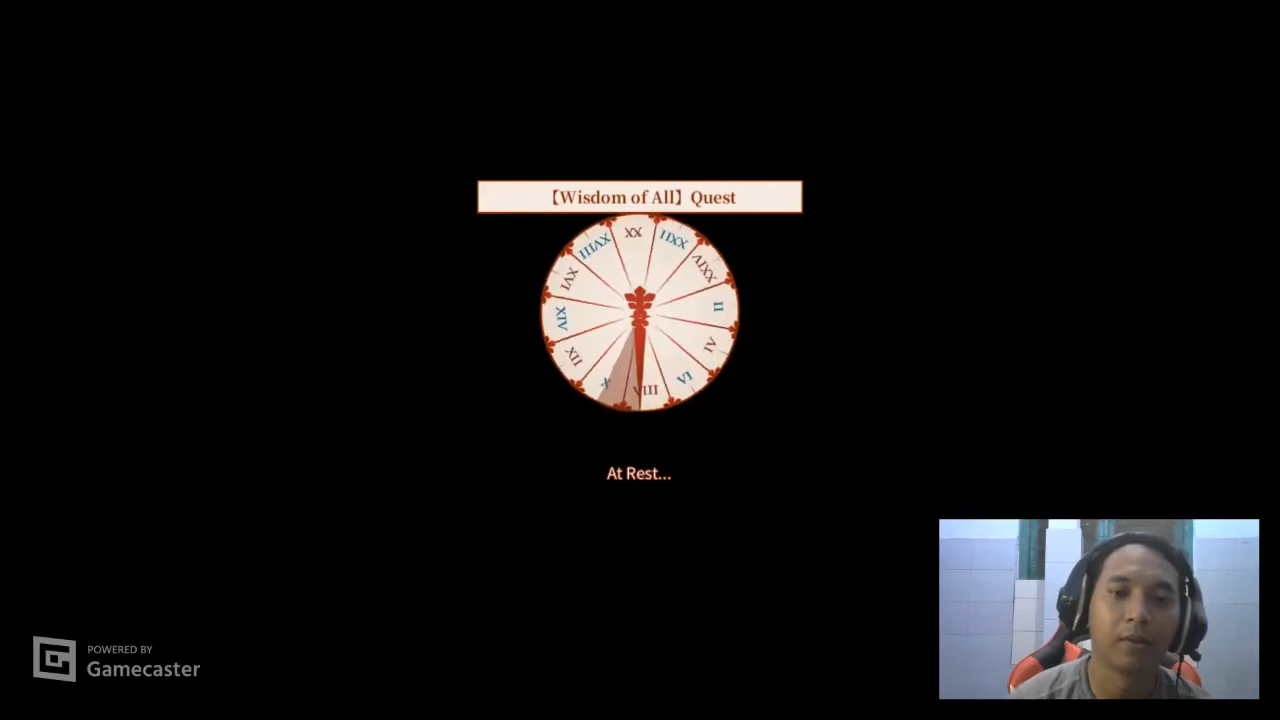 【Wisdom of All】Quest
XX
XXII
XXIV
II
IV
VI
VIII
X
XII
XIV
XVI
XVIII
At Rest...
POWERED BY
Gamecaster